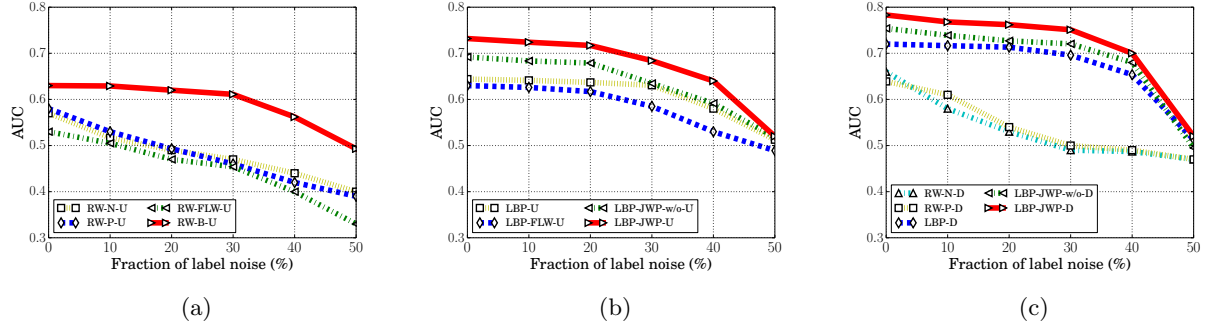 0.8
0.7
0.6
0.5
0.4
0.3
AUC
RW-N-U
RW-FLW-U
RW-P-U
RW-B-U
0 10 20 30 40 50
Fraction of label noise (%)
(a)
0.8
0.7
0.6
0.5
0.4
0.3
AUC
LBP-U
LBP-JWP-w/o-U
LBP-FLW-U
LBP-JWP-U
0 10 20 30 40 50
Fraction of label noise (%)
(b)
0.8
0.7
0.6
0.5
0.4
0.3
AUC
RW-N-D
LBP-JWP-w/o-D
RW-P-D
LBP-JWP-D
LBP-D
0 10 20 30 40 50
Fraction of label noise (%)
(c)